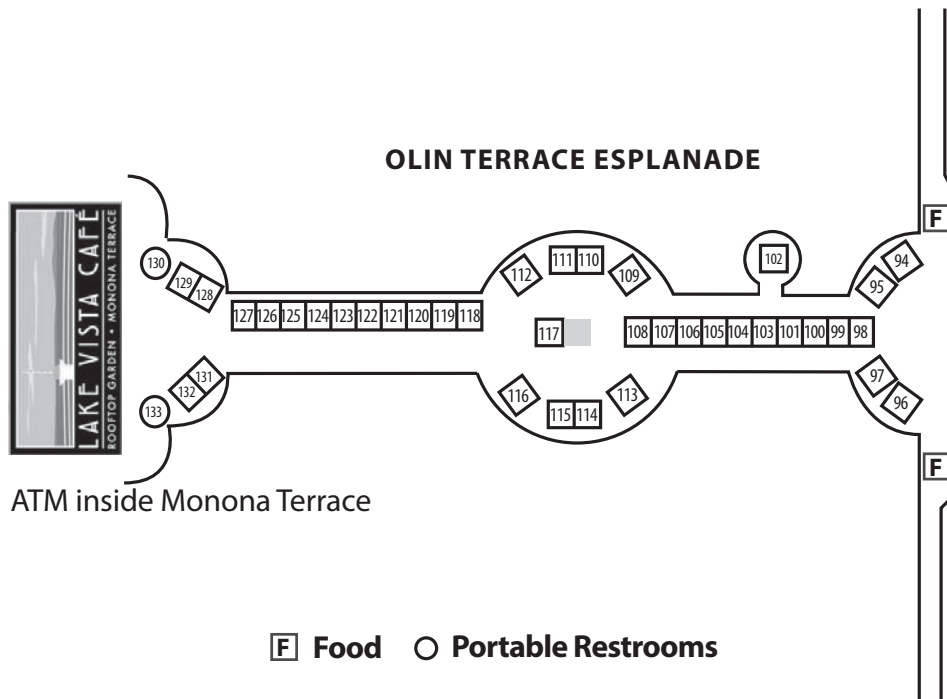 OLIN TERRACE ESPLANADE
F
102
94
95
111 110
112
109
130
129 128
127 126 125 124 123 122 121 120 119 118
117
108 107 106 105 104 103 101 100 99 98
LAKE VISTA CAFÉ
ROOFTOP GARDEN • MONONA TERRACE
131
132
133
116
115 114
113
97
96
F
ATM inside Monona Terrace
F Food Portable Restrooms